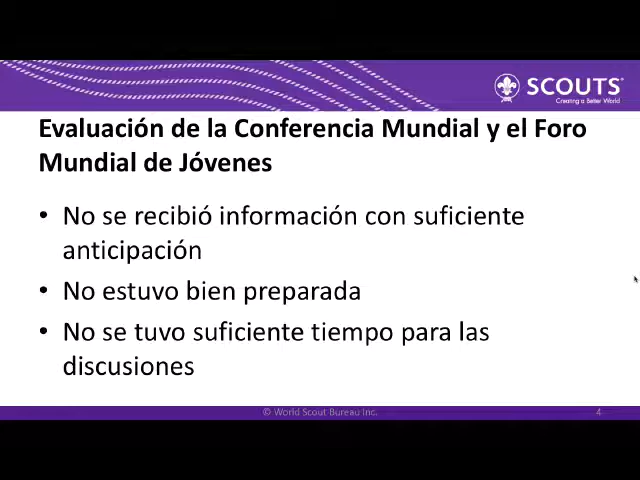 SCOUTS
Creating a Better World
Evaluación de la Conferencia Mundial y el Foro
Mundial de Jóvenes
• No se recibió información con suficiente
anticipación
• No estuvo bien preparada
• No se tuvo suficiente tiempo para las
discusiones
© World Scout Bureau Inc.
4